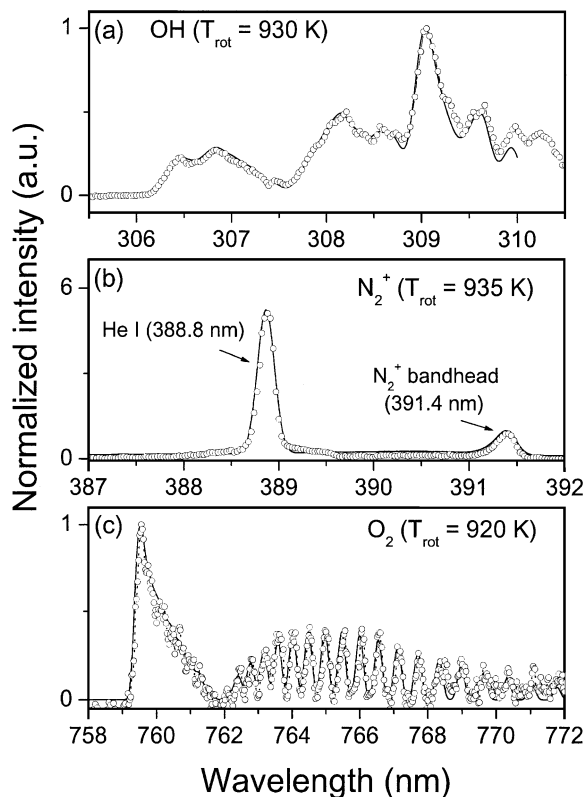 Normalized intensity (a.u.)
(a) OH (T_rot = 930 K)
1
0
306 307 308 309 310
(b) N₂⁺ (T_rot = 935 K)
6
He I (388.8 nm)
N₂⁺ bandhead
(391.4 nm)
0
387 388 389 390 391 392
(c) O₂ (T_rot = 920 K)
1
0
758 760 762 764 766 768 770 772
Wavelength (nm)